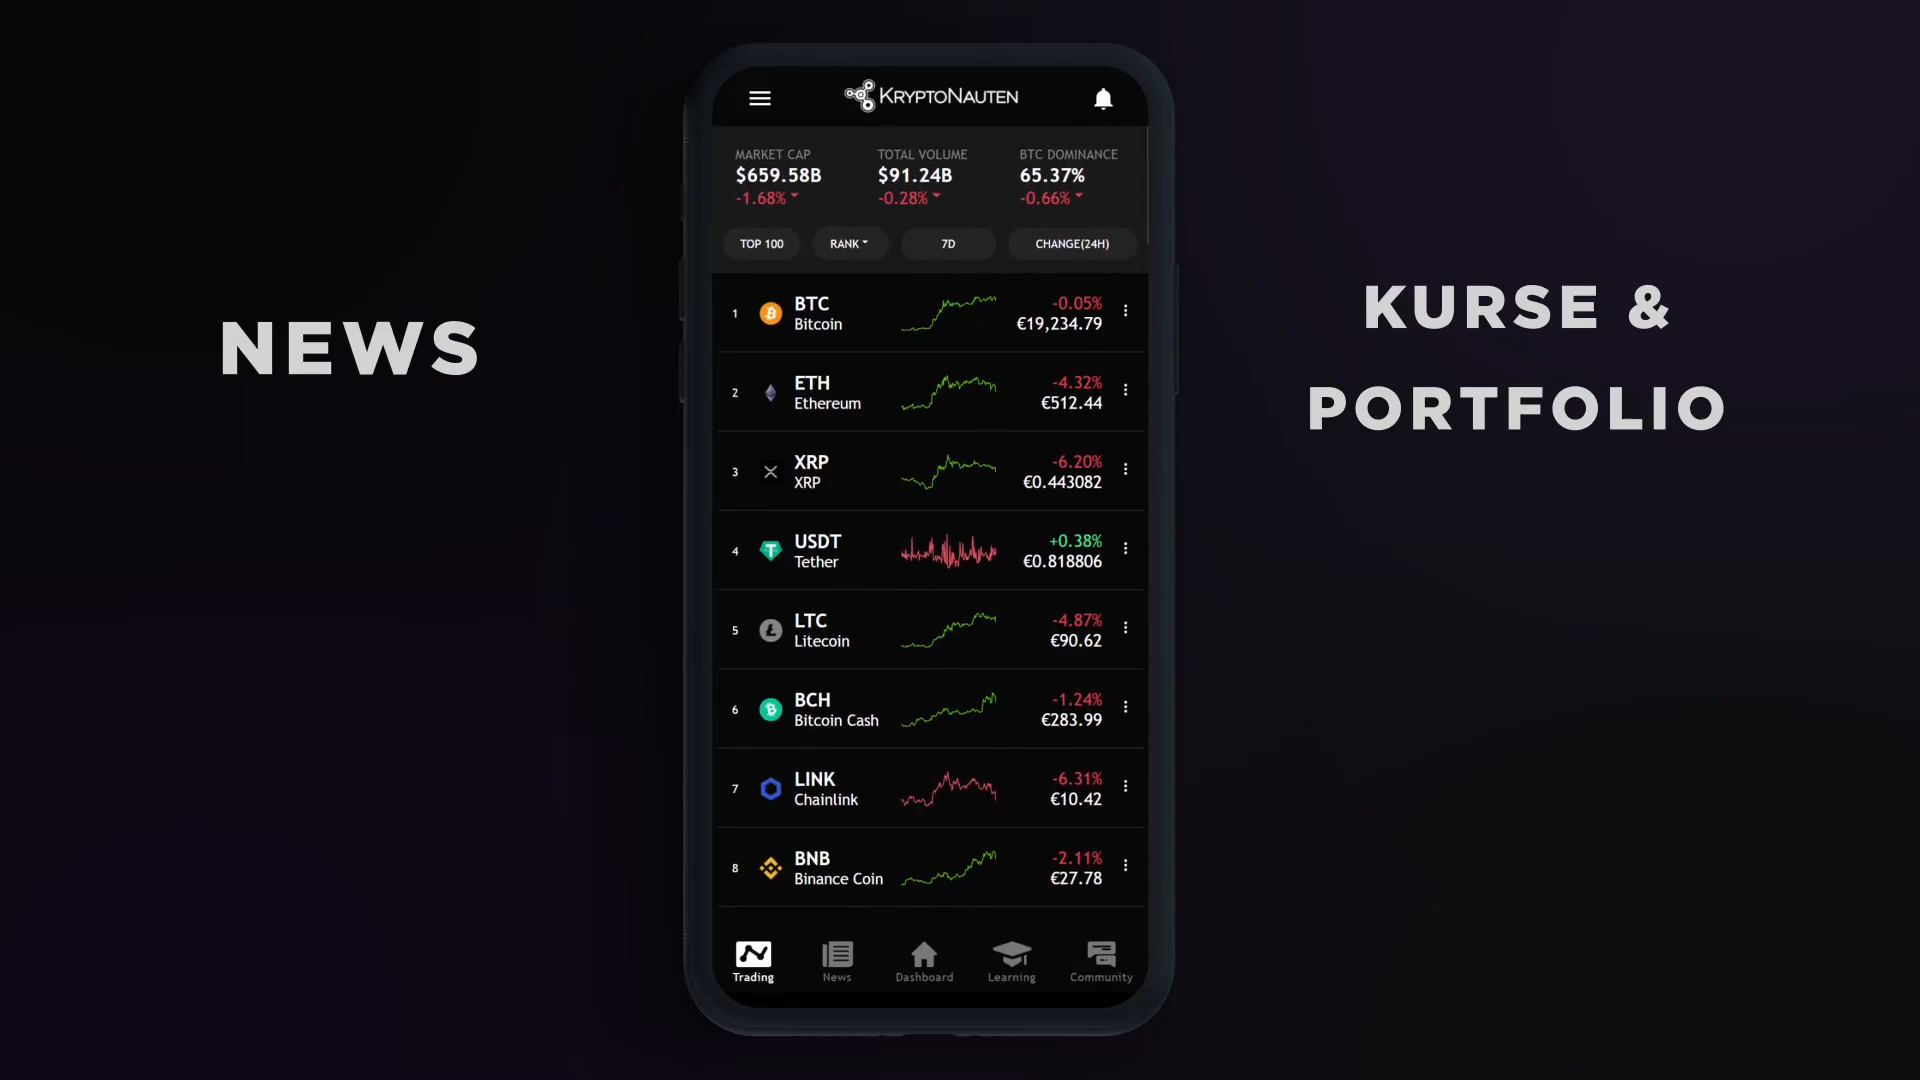 NEWS
KRYPTONAUTEN
MARKET CAP TOTAL VOLUME BTC DOMINANCE
$659.58B $91.24B 65.37%
-1.68% -0.28% -0.66%
TOP 100 RANK 7D CHANGE(24H)
1 BTC -0.05%
Bitcoin €19,234.79
2 ETH -4.32%
Ethereum €512.44
3 XRP -6.20%
XRP €0.443082
4 USDT +0.38%
Tether €0.818806
5 LTC -4.87%
Litecoin €90.62
6 BCH -1.24%
Bitcoin Cash €283.99
7 LINK -6.31%
Chainlink €10.42
8 BNB -2.11%
Binance Coin €27.78
Trading News Dashboard Learning Community
KURSE &
PORTFOLIO